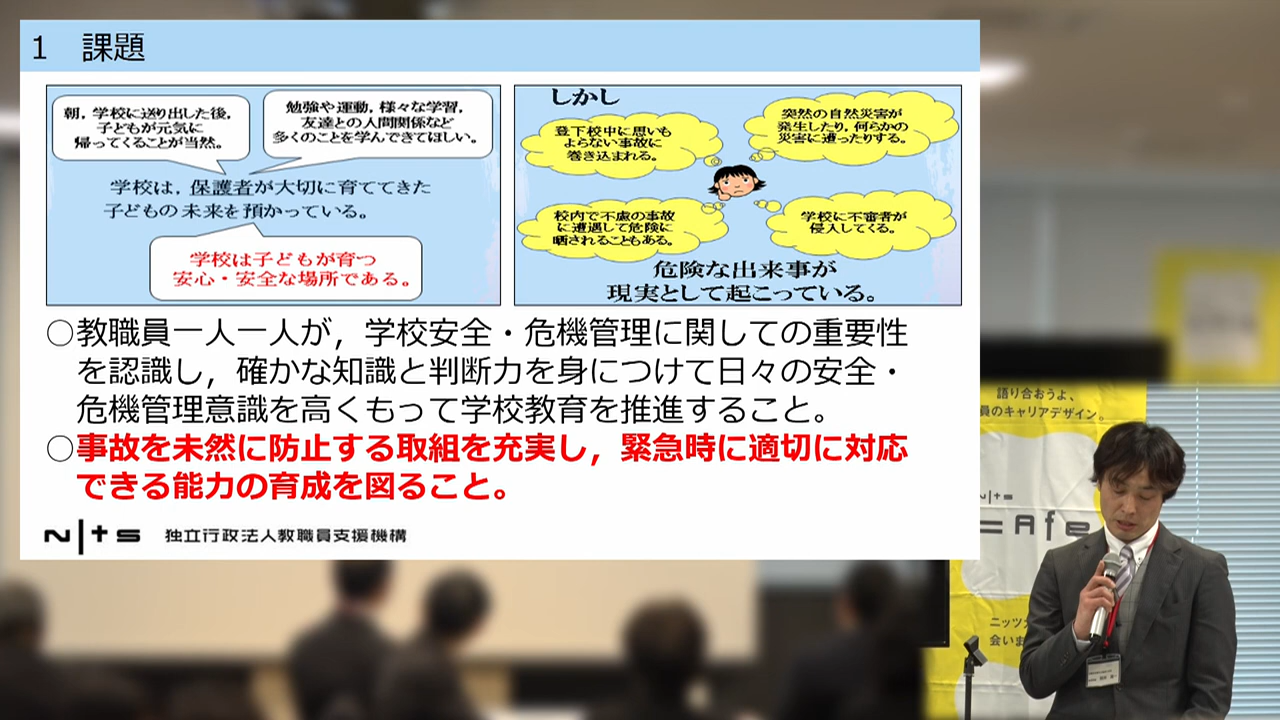 1 課題
朝,学校に送り出した後,
子どもが元気に
帰ってくることが当然。
勉強や運動,様々な学習,
友達との人間関係など
多くのことを学んできてほしい。
学校は,保護者が大切に育ててきた
子どもの未来を預かっている。
学校は子どもが育つ
安心・安全な場所である。
しかし
登下校中に思いも
よらない事故に
巻き込まれる。
突然の自然災害が
発生したり,何らかの
災害に遭ったりする。
校内で不慮の事故
に遭遇して危険に
晒されることもある。
学校に不審者が
侵入してくる。
危険な出来事が
現実として起こっている。
○教職員一人一人が,学校安全・危機管理に関しての重要性
を認識し,確かな知識と判断力を身につけて日々の安全・
危機管理意識を高くもって学校教育を推進すること。
○事故を未然に防止する取組を充実し,緊急時に適切に対応
できる能力の育成を図ること。
NITS 独立行政法人教職員支援機構
語り合おうよ、
員のキャリアデザイン。
Afe
ニッツ
会いま